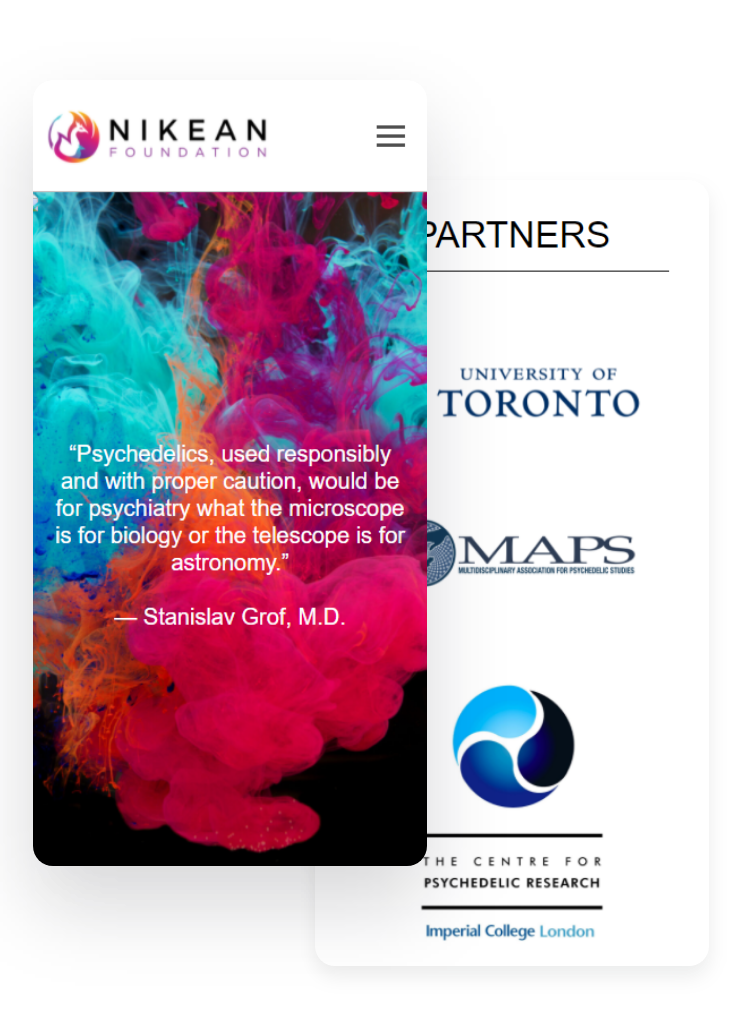 NIKEAN
FOUNDATION
“Psychedelics, used responsibly
and with proper caution, would be
for psychiatry what the microscope
is for biology or the telescope is for
astronomy.”
— Stanislav Grof, M.D.
PARTNERS
UNIVERSITY OF
TORONTO
MAPS
MULTIDISCIPLINARY ASSOCIATION FOR PSYCHEDELIC STUDIES
THE CENTRE FOR
PSYCHEDELIC RESEARCH
Imperial College London